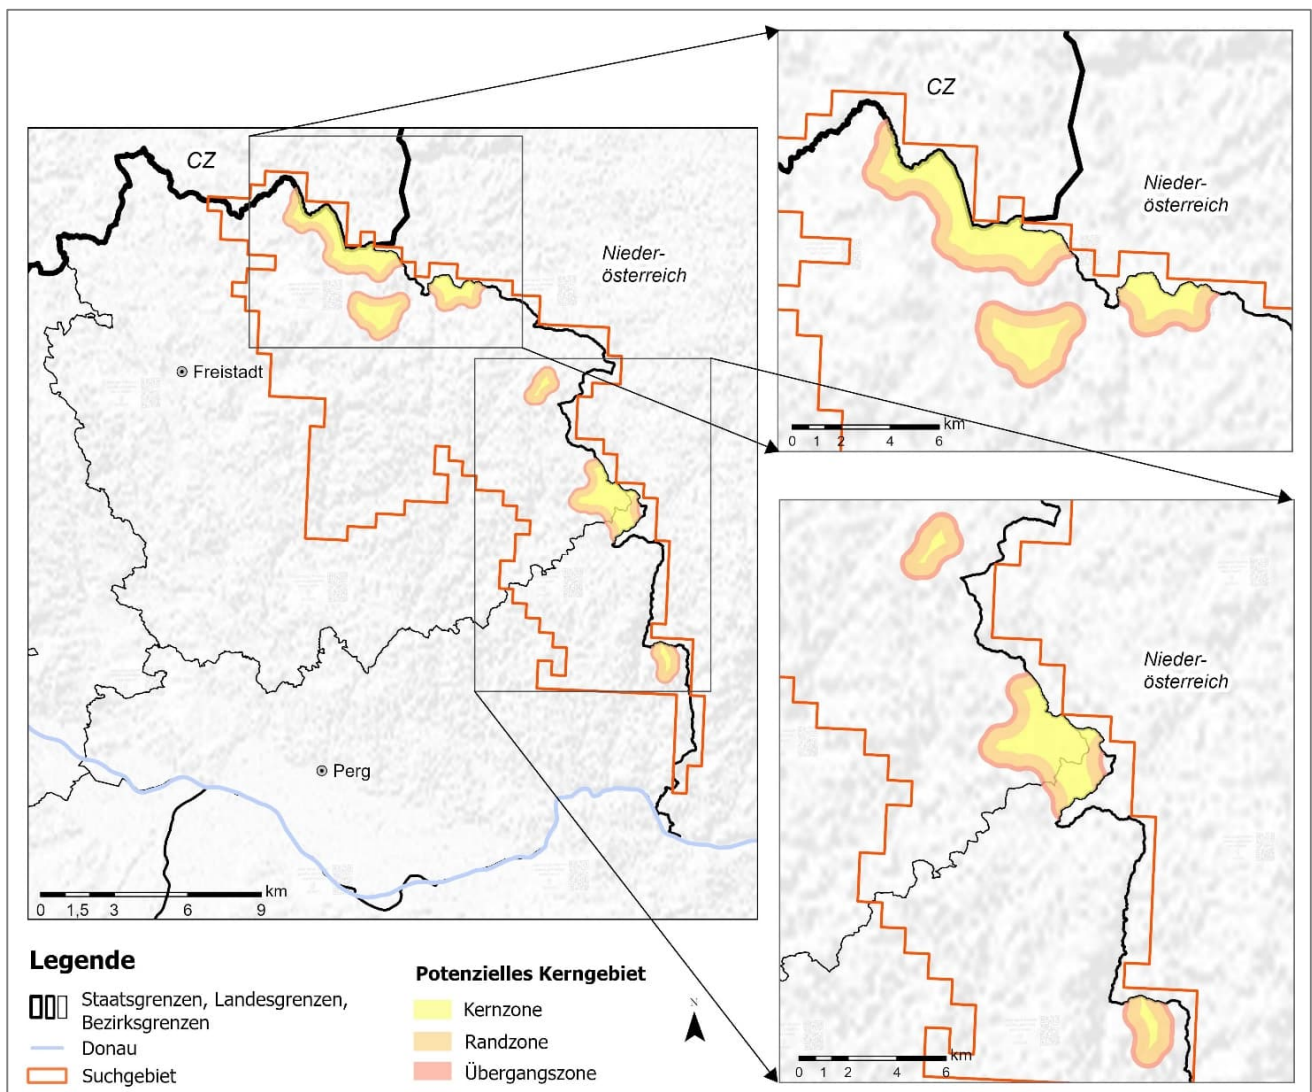 CZ
Nieder-
österreich
Freistadt
Perg
km
0 1,5 3 6 9
CZ
Nieder-
österreich
km
0 1 2 4 6
Nieder-
österreich
km
0 1 2 4 6
Legende
Staatsgrenzen, Landesgrenzen,
Bezirksgrenzen
Donau
Suchgebiet
Potenzielles Kerngebiet
Kernzone
Randzone
Übergangszone
N